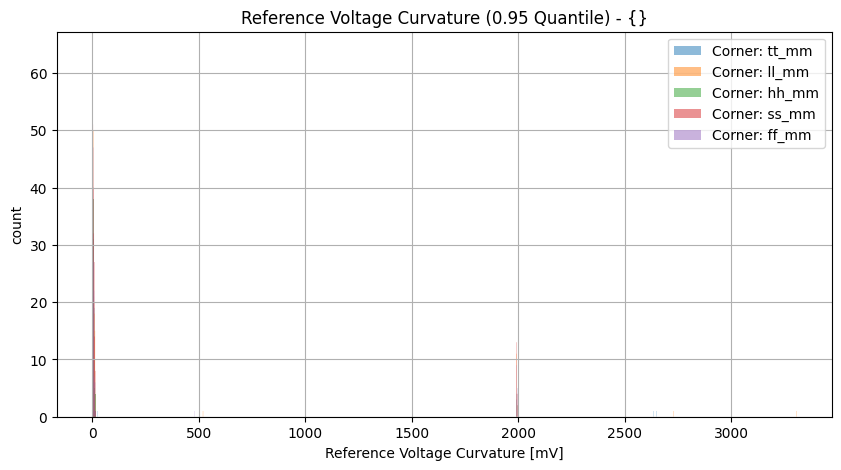 Reference Voltage Curvature (0.95 Quantile) - {}
Corner: tt_mm
Corner: ll_mm
Corner: hh_mm
Corner: ss_mm
Corner: ff_mm
count
60
50
40
30
20
10
0
0 500 1000 1500 2000 2500 3000
Reference Voltage Curvature [mV]